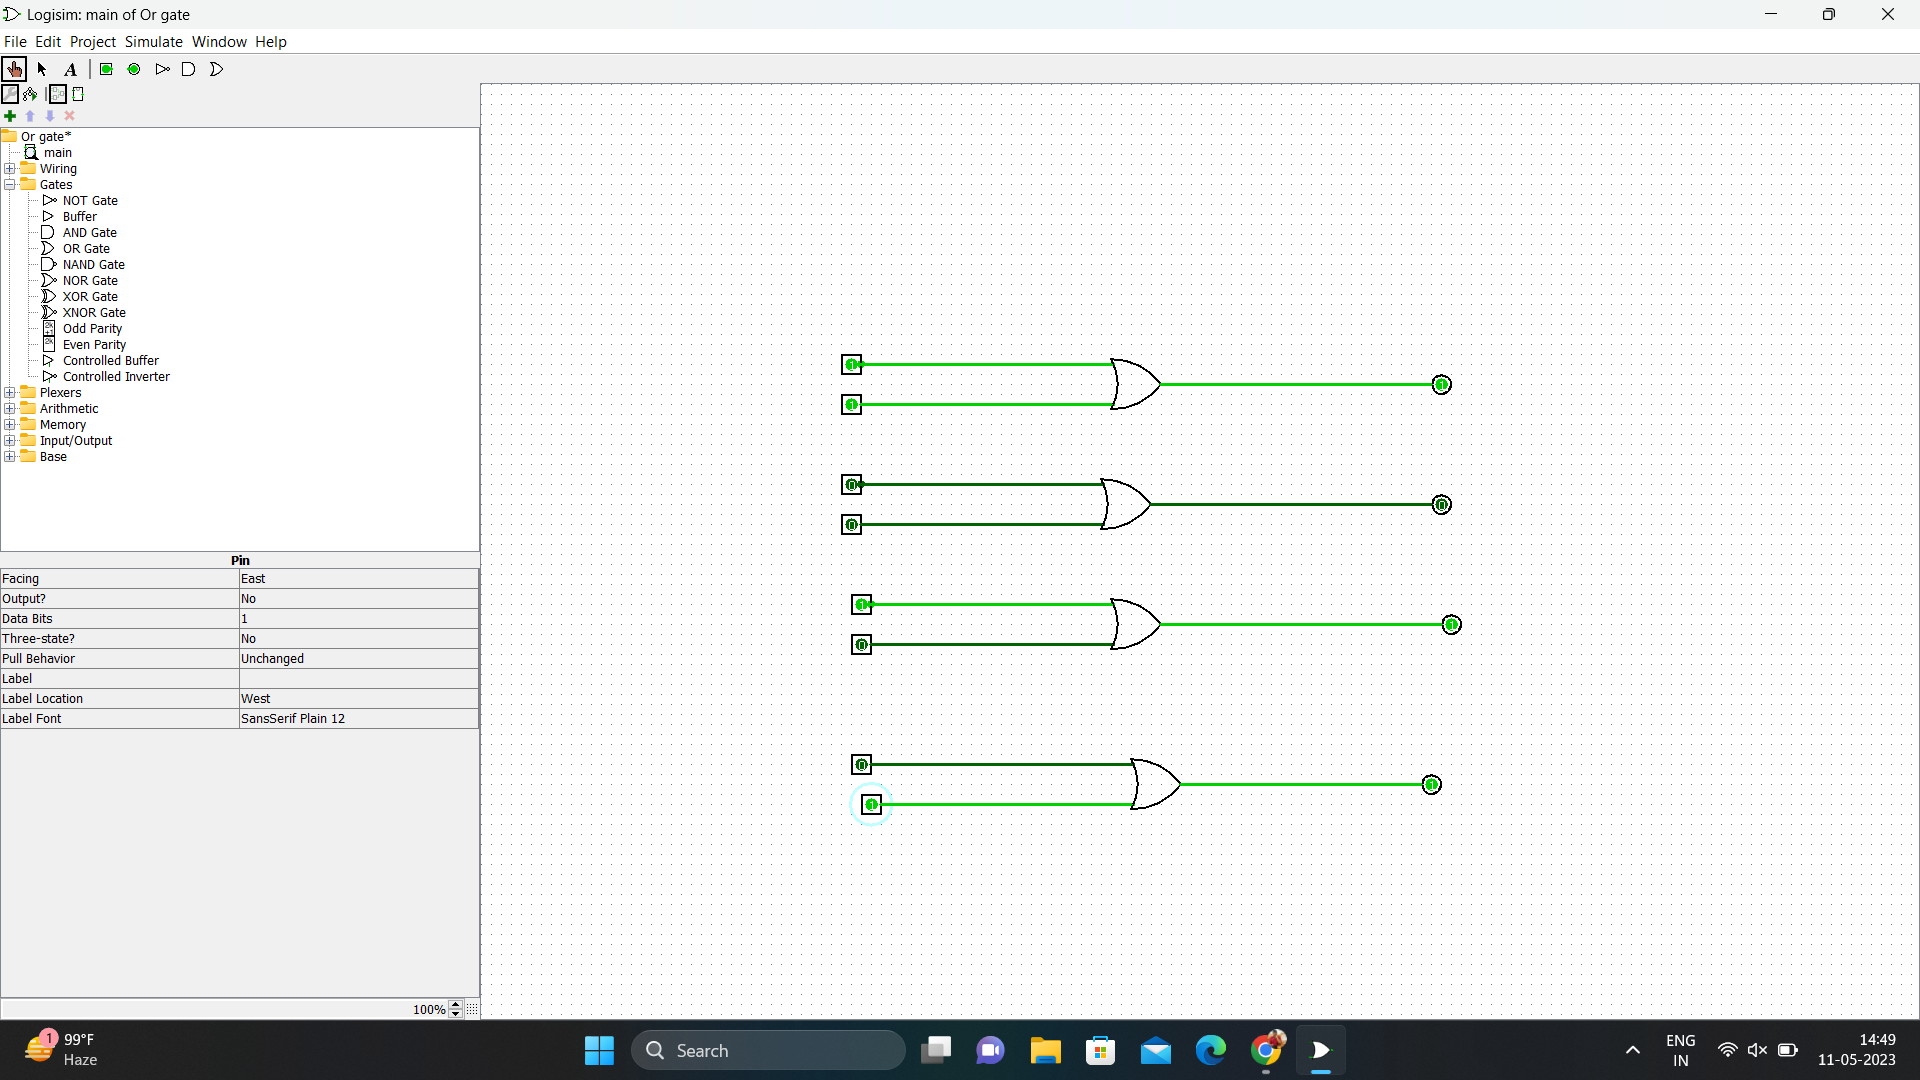 Logisim: main of Or gate
File Edit Project Simulate Window Help
A
Or gate*
main
Wiring
Gates
NOT Gate
Buffer
AND Gate
OR Gate
NAND Gate
NOR Gate
XOR Gate
XNOR Gate
Odd Parity
Even Parity
Controlled Buffer
Controlled Inverter
Plexers
Arithmetic
Memory
Input/Output
Base
Pin
Facing East
Output? No
Data Bits 1
Three-state? No
Pull Behavior Unchanged
Label
Label Location West
Label Font SansSerif Plain 12
100%
1
1
1
0
0
0
1
1
0
0
1
1
1
99°F
Haze
Search
ENG
IN
14:49
11-05-2023